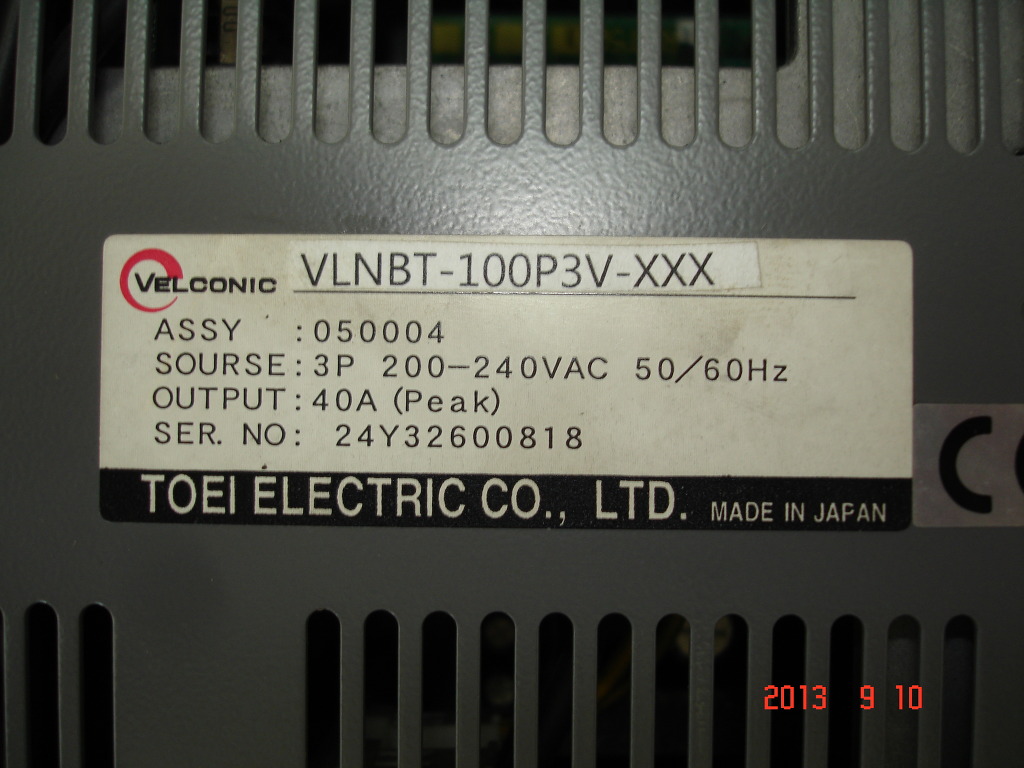 VELCONIC VLNBT-100P3V-XXX
ASSY :050004
SOURSE:3P 200-240VAC 50/60Hz
OUTPUT:40A (Peak)
SER. NO: 24Y32600818
TOEI ELECTRIC CO., LTD. MADE IN JAPAN
2013 9 10